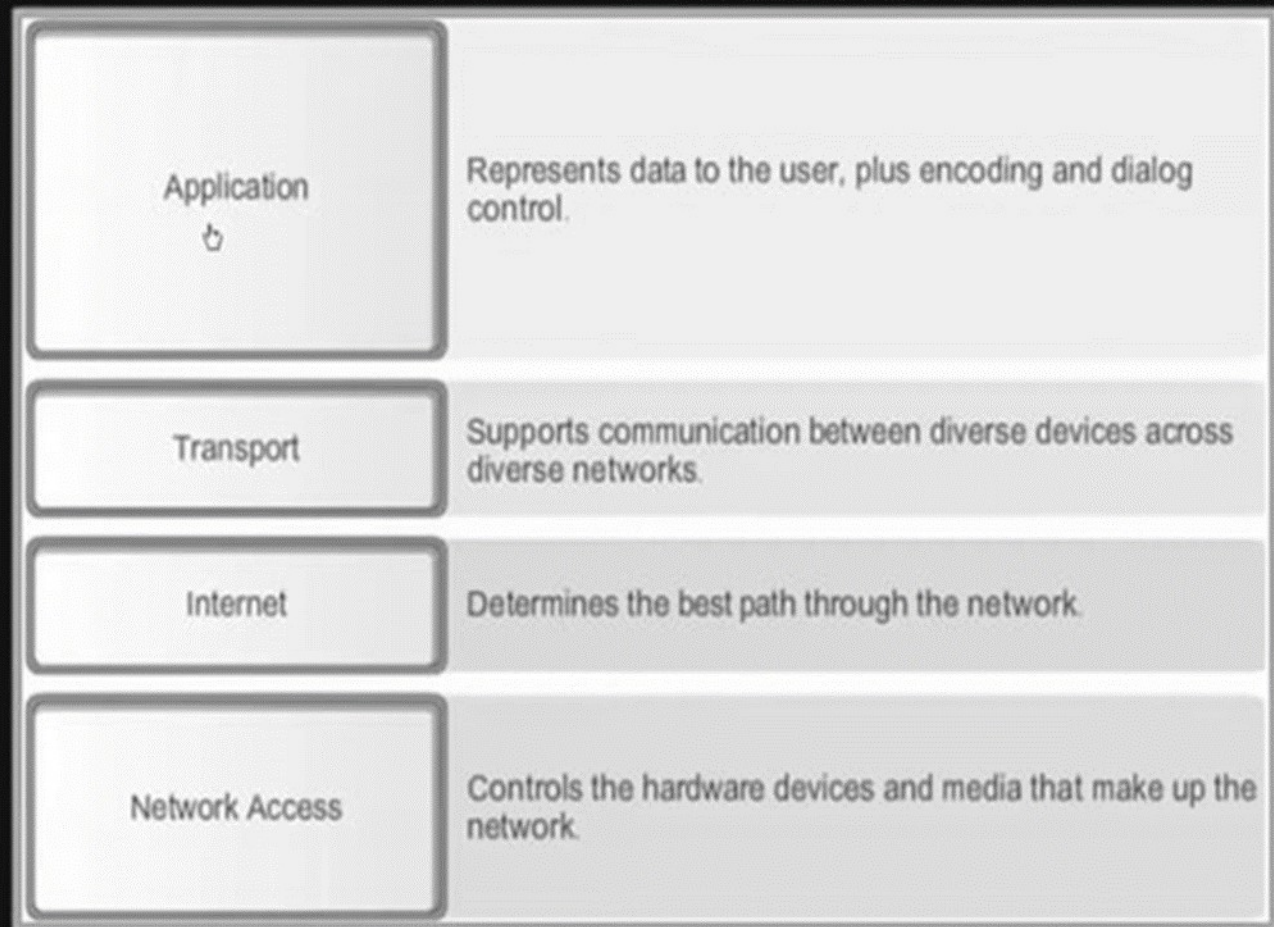 Application
Represents data to the user, plus encoding and dialog
control.
Transport
Supports communication between diverse devices across
diverse networks.
Internet
Determines the best path through the network.
Network Access
Controls the hardware devices and media that make up the
network.